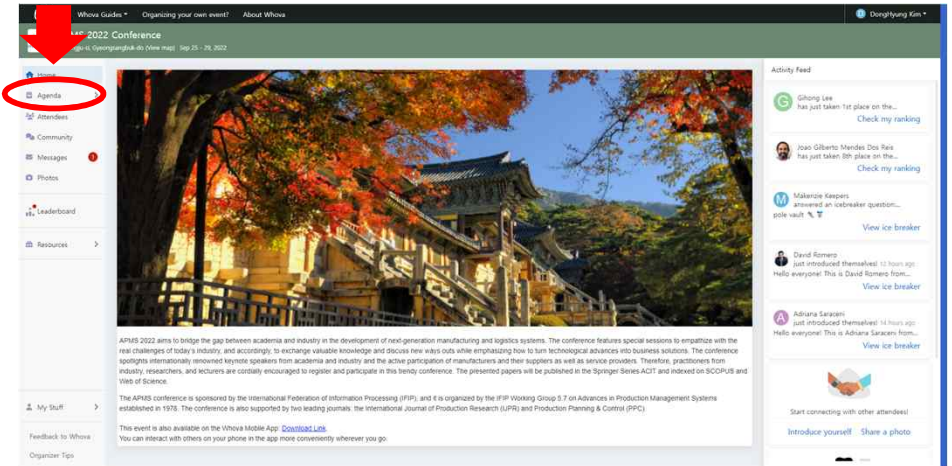 Whova Guides Organizing your own event? About Whova DongHyung Kim
2022 Conference
Gyeongsangbuk-do (View map) Sep 25 - 29, 2022
Home
Agenda
Attendees
Community
Messages
Photos
Leaderboard
Resources
My Stuff
Feedback to Whova
Organizer Tips
APMS 2022 aims to bridge the gap between academia and industry in the development of next-generation manufacturing and logistics systems. The conference features special sessions to empathize with the
real challenges of today's industry, and accordingly, to exchange valuable knowledge and discuss new ways outs while emphasizing how to turn technological advances into business solutions. The conference
spotlights internationally renowned keynote speakers from academia and industry and the active participation of manufacturers and their suppliers as well as service providers. Therefore, practitioners from
industry, researchers, and lecturers are cordially encouraged to register and participate in this trendy conference. The presented papers will be published in the Springer Series ACIT and indexed on SCOPUS and
Web of Science.
The APMS conference is sponsored by the International Federation of Information Processing (IFIP), and it is organized by the IFIP Working Group 5.7 on Advances in Production Management Systems
established in 1978. The conference is also supported by two leading journals: the International Journal of Production Research (IJPR) and Production Planning & Control (PPC).
This event is also available on the Whova Mobile App: Download Link.
You can interact with others on your phone in the app more conveniently wherever you go.
Activity Feed
G
Gihong Lee
has just taken 1st place on the...
Check my ranking
Joao Gilberto Mendes Dos Reis
has just taken 8th place on the...
Check my ranking
M
Makenzie Keepers
answered an icebreaker question:...
pole vault
View ice breaker
David Romero
just introduced themselves! 12 hours ago
Hello everyone! This is David Romero from...
View ice breaker
A
Adriana Saraceni
just introduced themselves! 14 hours ago
Hello everyone! This is Adriana Saraceni from...
View ice breaker
Start connecting with other attendees!
Introduce yourself Share a photo